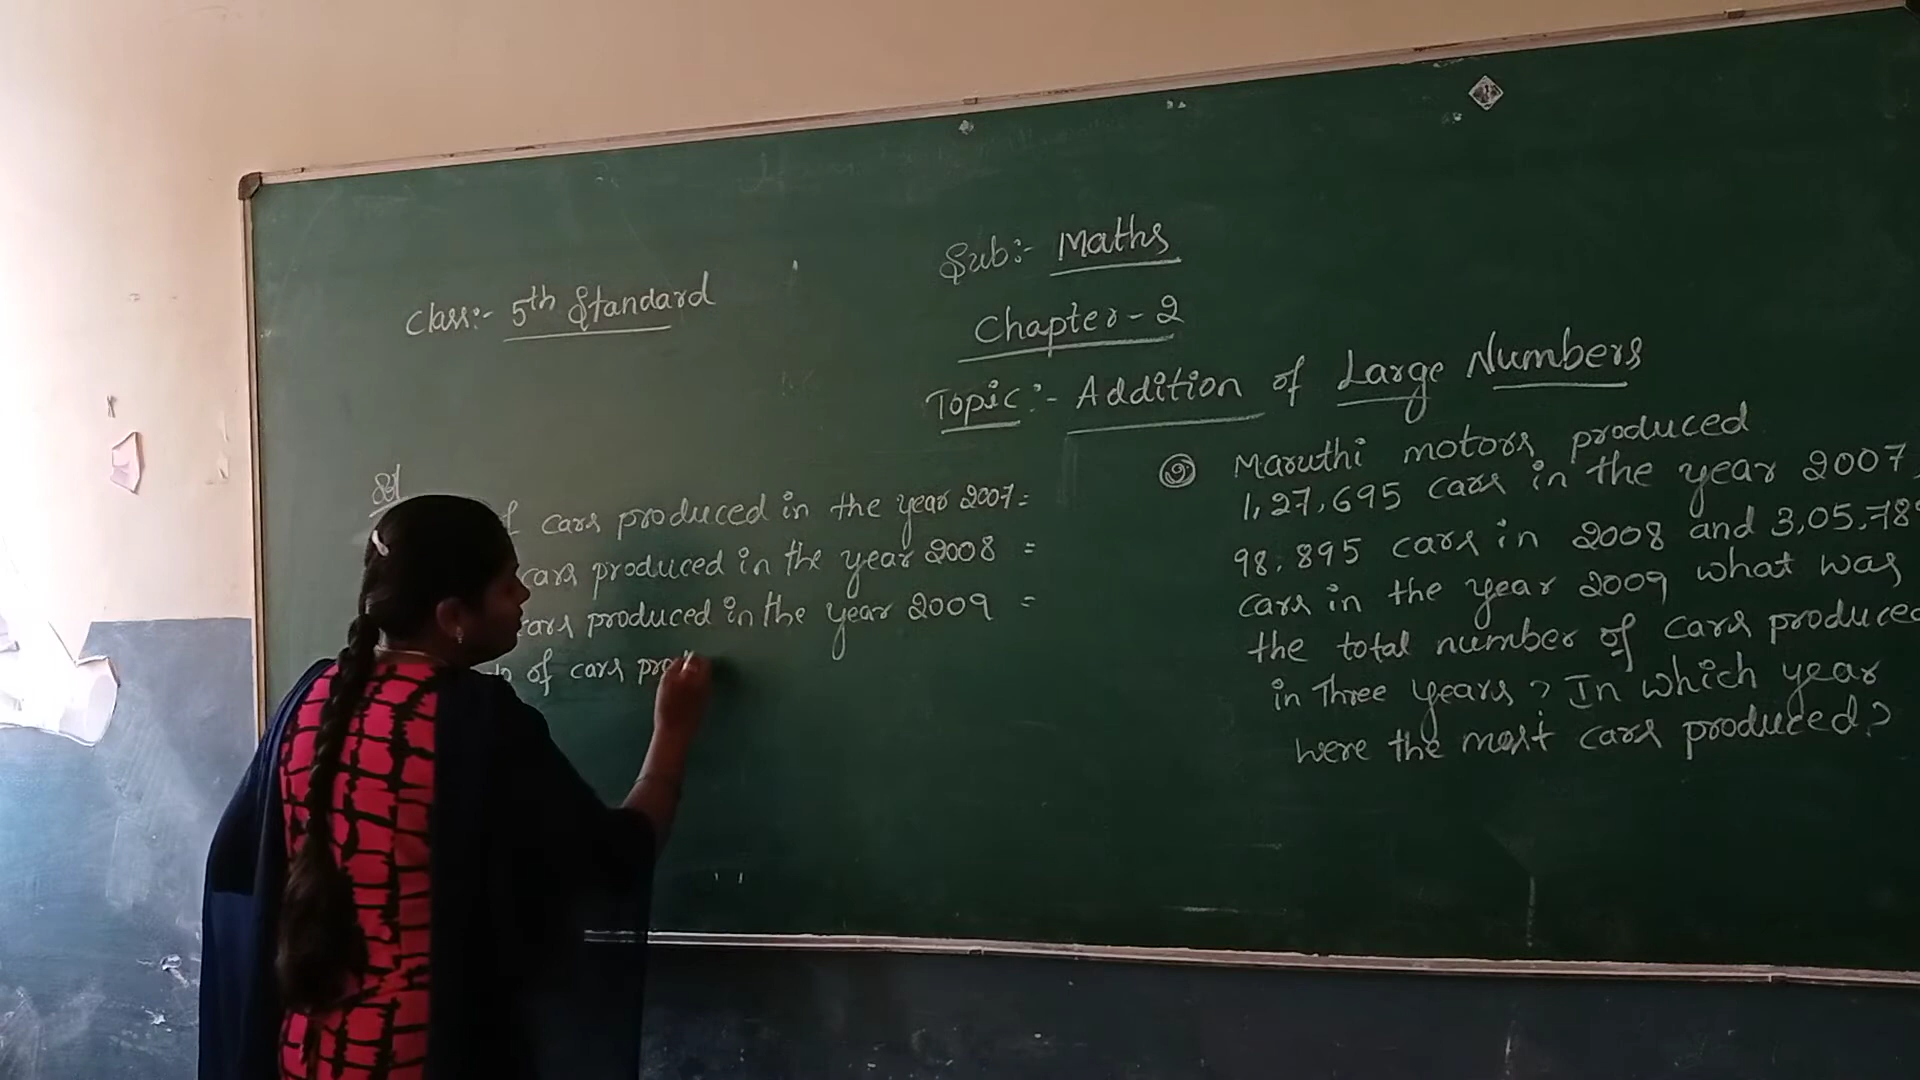 Class:- 5th Standard
Sub:- Maths
Chapter-2
Topic:- Addition of Large Numbers
cars produced in the year 2007=
cars produced in the year 2008 =
cars produced in the year 2009 =
of cars prod
Maruthi motors produced
1,27,695 cars in the year 2007,
98,895 cars in 2008 and 3,05,789
cars in the year 2009 what was
the total number of cars produced
in Three years? In which year
were the most cars produced?